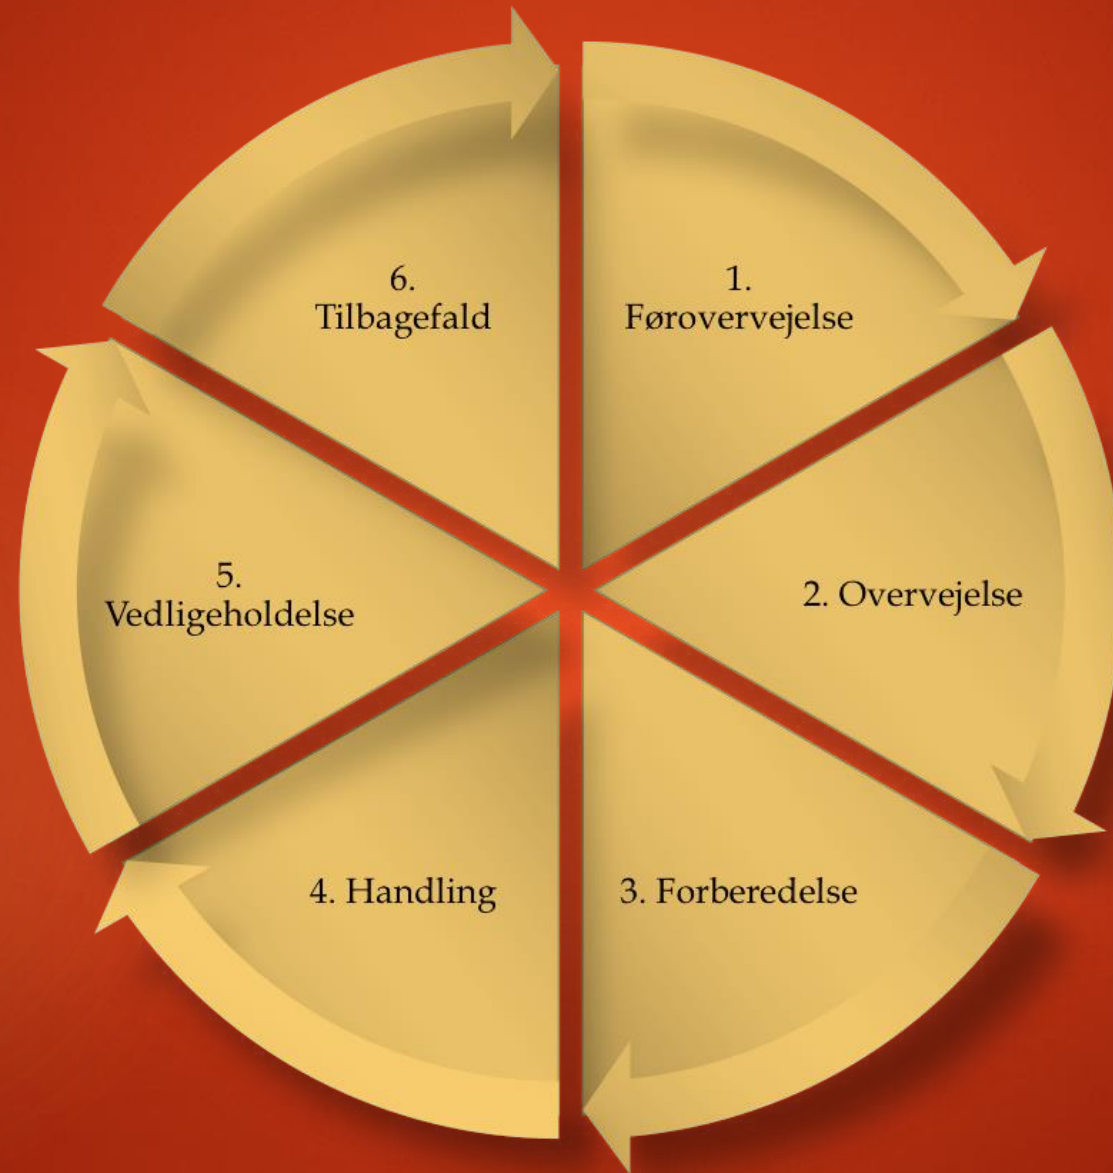 1.
Førovervejelse
2. Overvejelse
3. Forberedelse
4. Handling
5.
Vedligeholdelse
6.
Tilbagefald